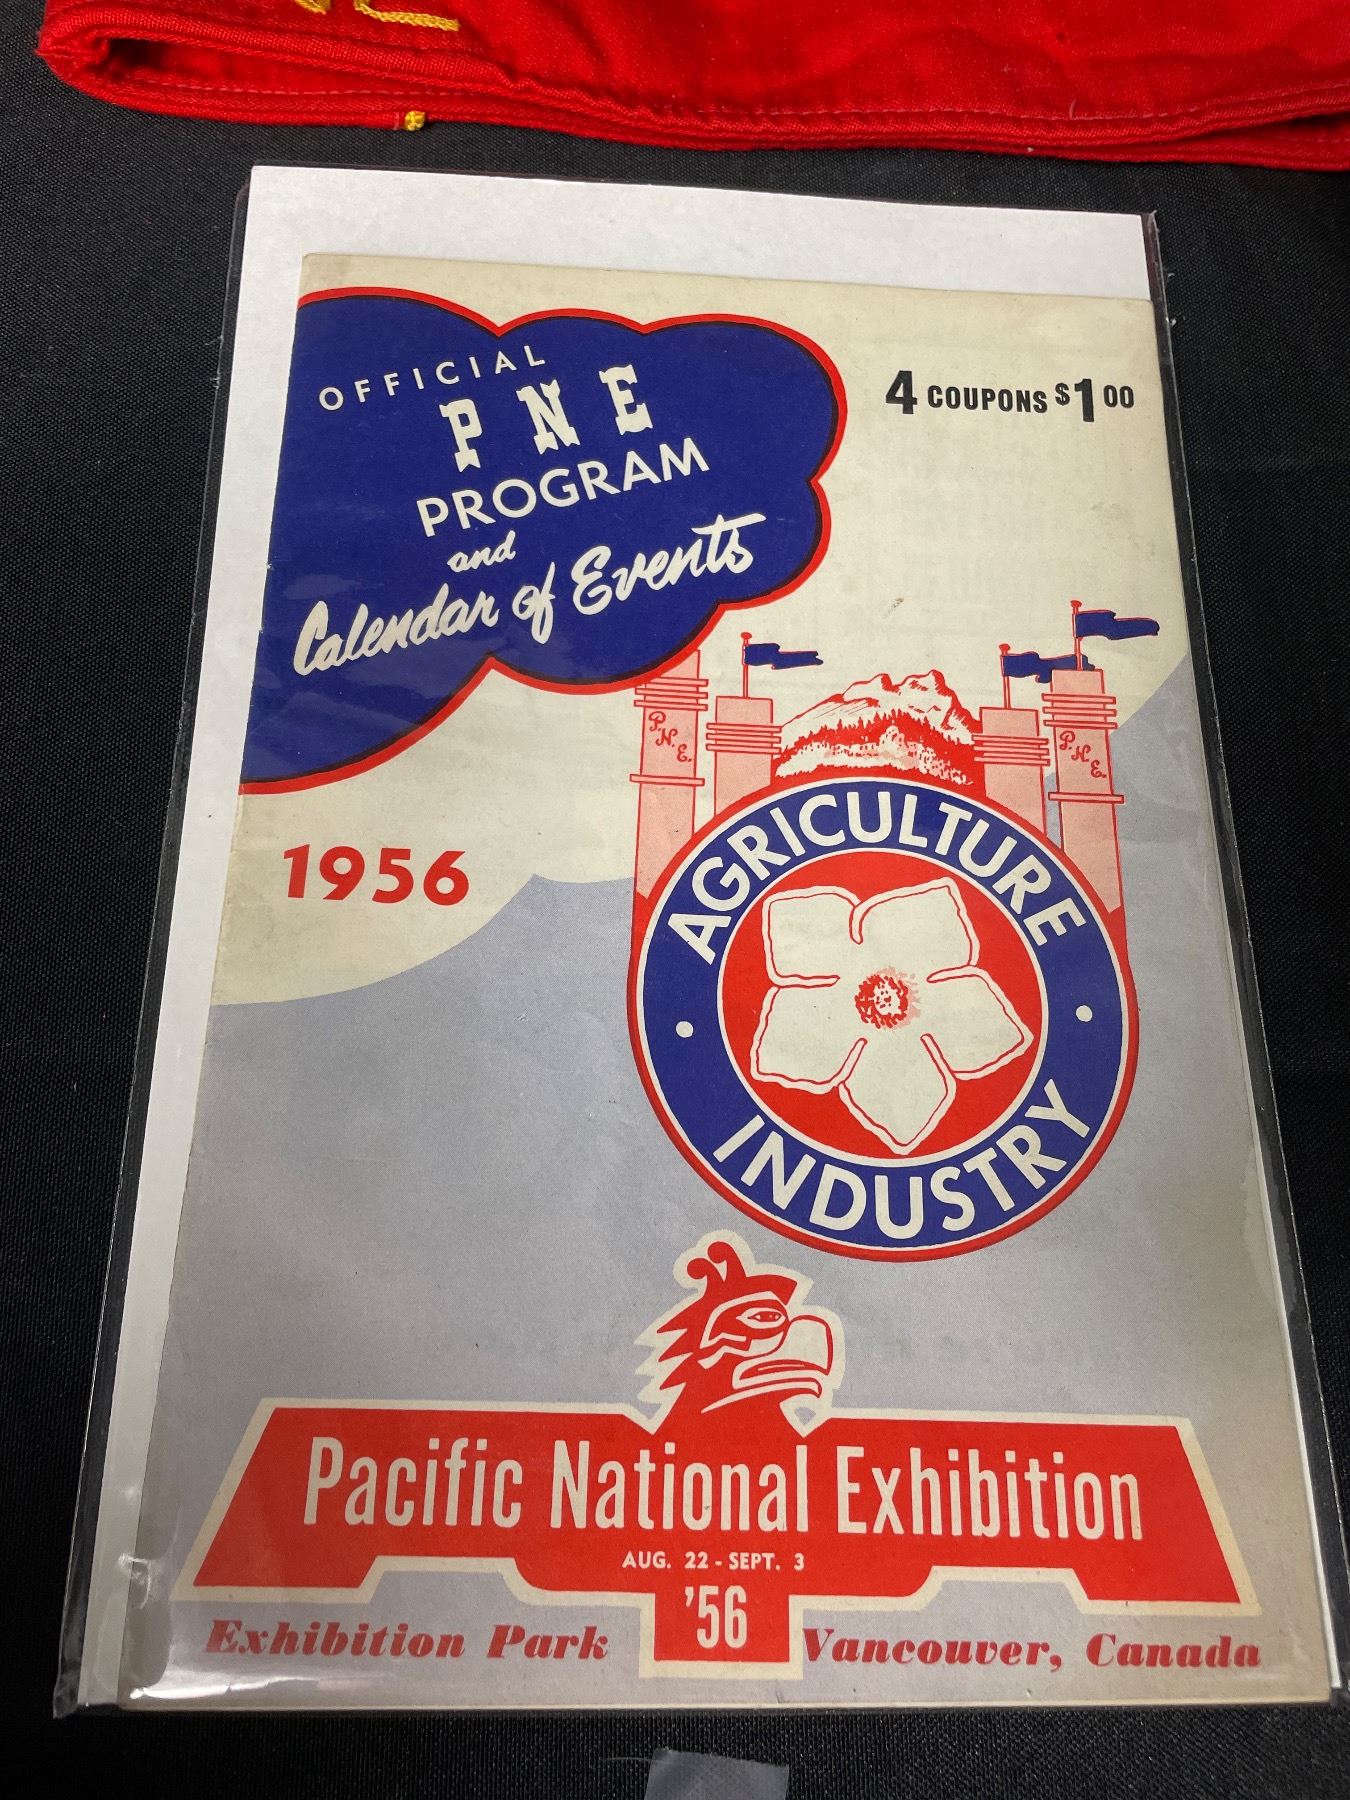 OFFICIAL
PNE
PROGRAM
and
Calendar of Events
4 COUPONS $1.00
1956
P.N.E.
P.N.E.
AGRICULTURE
INDUSTRY
Pacific National Exhibition
AUG. 22 - SEPT. 3
'56
Exhibition Park
Vancouver, Canada